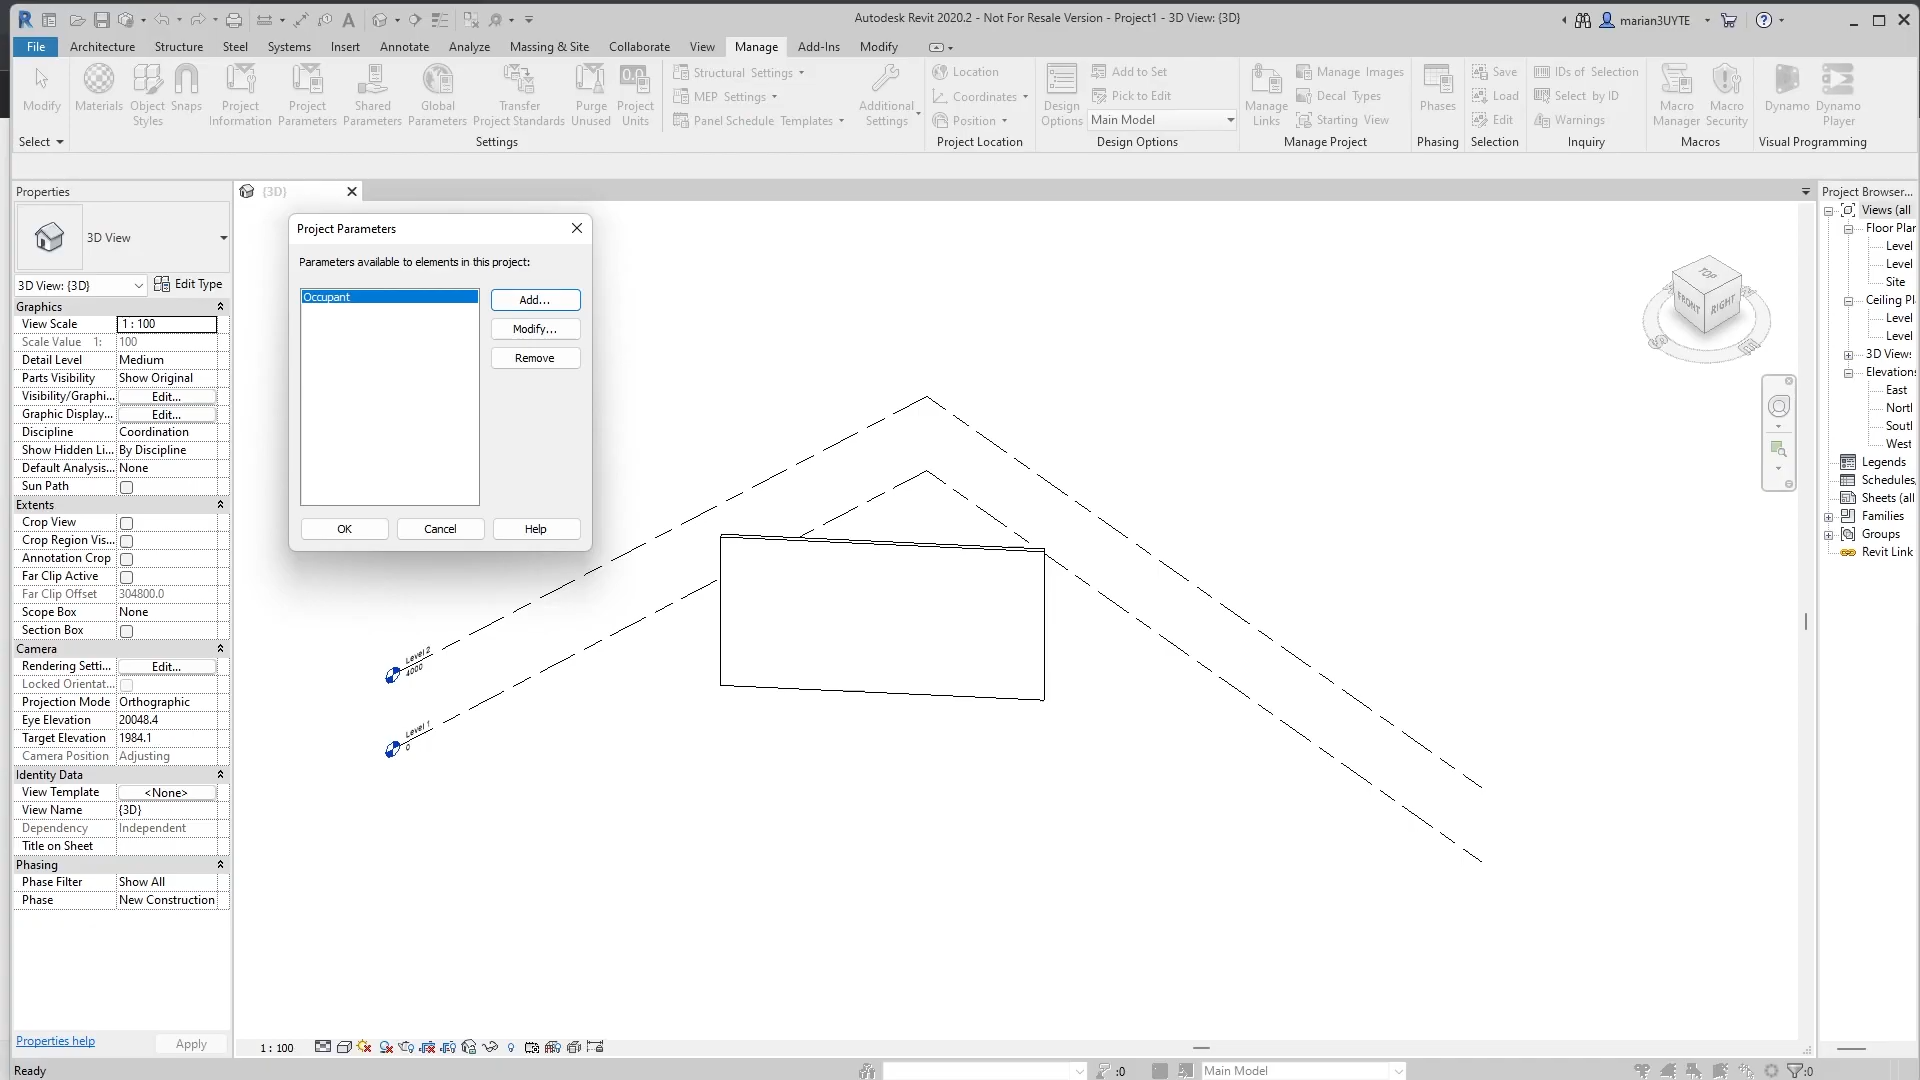 Autodesk Revit 2020.2 - Not For Resale Version - Project1 - 3D View: {3D}
marian3UYTE
File Architecture Structure Steel Systems Insert Annotate Analyze Massing & Site Collaborate View Manage Add-Ins Modify
Modify
Materials
Object Styles
Snaps
Project Information
Project Parameters
Shared Parameters
Global Parameters
Transfer Project Standards
Purge Unused
Project Units
Structural Settings
MEP Settings
Panel Schedule Templates
Additional Settings
Location
Coordinates
Position
Design Options
Add to Set
Pick to Edit
Main Model
Manage Links
Manage Images
Decal Types
Starting View
Phases
Save
Load
Edit
IDs of Selection
Select by ID
Warnings
Macro Manager
Macro Security
Dynamo
Dynamo Player
Select Settings Project Location Design Options Manage Project Phasing Selection Inquiry Macros Visual Programming
Properties
3D View
3D View: {3D} Edit Type
Graphics
View Scale 1 : 100
Scale Value 1: 100
Detail Level Medium
Parts Visibility Show Original
Visibility/Graphi... Edit...
Graphic Display... Edit...
Discipline Coordination
Show Hidden Li... By Discipline
Default Analysis... None
Sun Path
Extents
Crop View
Crop Region Vis...
Annotation Crop
Far Clip Active
Far Clip Offset 304800.0
Scope Box None
Section Box
Camera
Rendering Setti... Edit...
Locked Orientat...
Projection Mode Orthographic
Eye Elevation 20048.4
Target Elevation 1984.1
Camera Position Adjusting
Identity Data
View Template <None>
View Name {3D}
Dependency Independent
Title on Sheet
Phasing
Phase Filter Show All
Phase New Construction
Properties help Apply
{3D}
Project Parameters
Parameters available to elements in this project:
Occupant
Add...
Modify...
Remove
OK Cancel Help
Level 2
4000
Level 1
0
TOP
FRONT
RIGHT
S
E
Project Browser...
Views (all
Floor Plan
Level
Level
Site
Ceiling Pl
Level
Level
3D Views
Elevations
East
North
South
West
Legends
Schedules,
Sheets (all
Families
Groups
Revit Link
1 : 100
Ready
:0
Main Model
:0